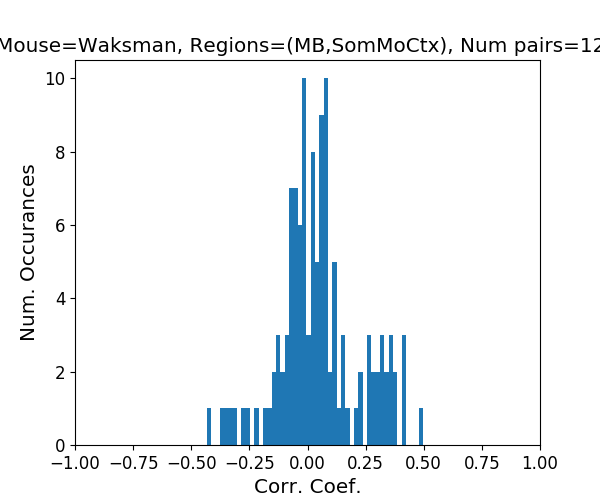 Mouse=Waksman, Regions=(MB,SomMoCtx), Num pairs=12
10
8
6
4
2
0
Num. Occurances
−1.00 −0.75 −0.50 −0.25 0.00 0.25 0.50 0.75 1.00
Corr. Coef.